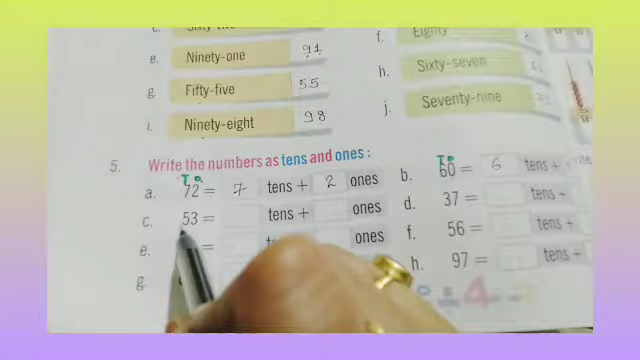 f. Eighty
e. Ninety-one 91
h. Sixty-seven
g. Fifty-five 55
j. Seventy-nine
i. Ninety-eight 98
5. Write the numbers as tens and ones :
T O T O
a. 72 = 7 tens + 2 ones b. 60 = 6 tens +
c. 53 = tens + ones d. 37 = tens +
e. = ones f. 56 = tens +
g. h. 97 = tens +